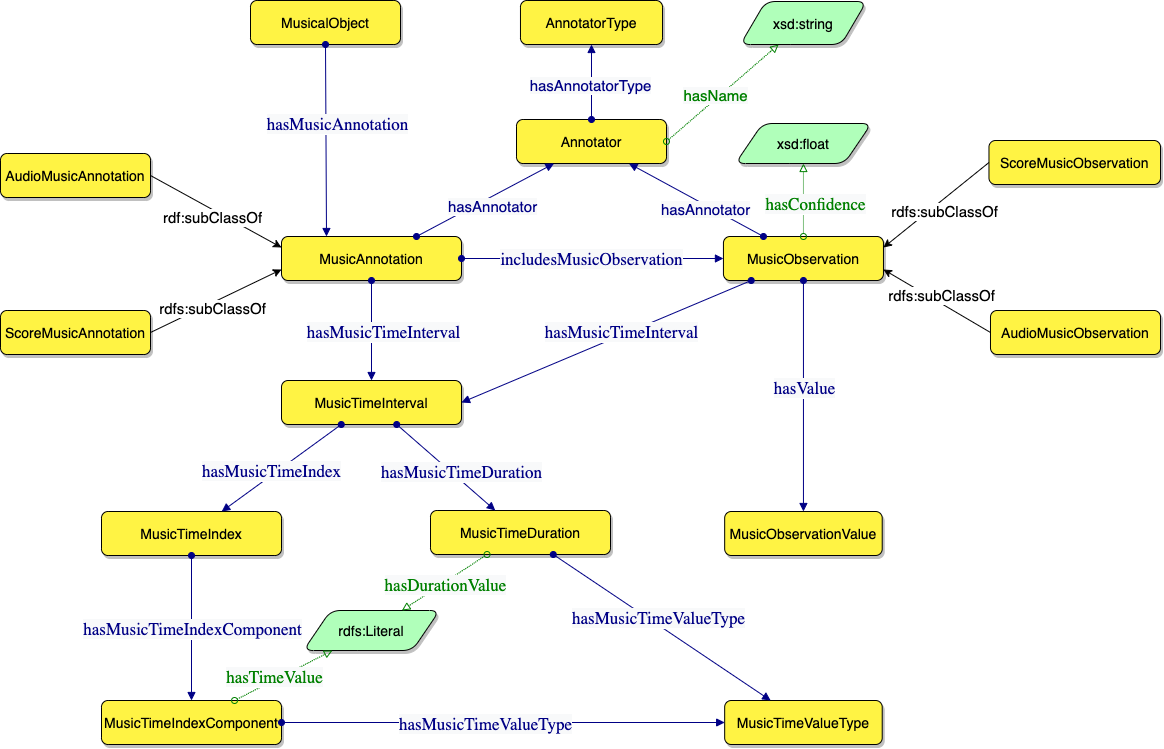 MusicalObject
AnnotatorType
xsd:string
hasAnnotatorType
hasName
hasMusicAnnotation
Annotator
xsd:float
ScoreMusicObservation
AudioMusicAnnotation
hasAnnotator
hasAnnotator
hasConfidence
rdf:subClassOf
rdfs:subClassOf
MusicAnnotation
includesMusicObservation
MusicObservation
rdfs:subClassOf
rdfs:subClassOf
ScoreMusicAnnotation
hasMusicTimeInterval
hasMusicTimeInterval
AudioMusicObservation
hasValue
MusicTimeInterval
hasMusicTimeIndex
hasMusicTimeDuration
MusicTimeIndex
MusicTimeDuration
MusicObservationValue
hasDurationValue
hasMusicTimeIndexComponent
rdfs:Literal
hasMusicTimeValueType
hasTimeValue
MusicTimeIndexComponent
hasMusicTimeValueType
MusicTimeValueType